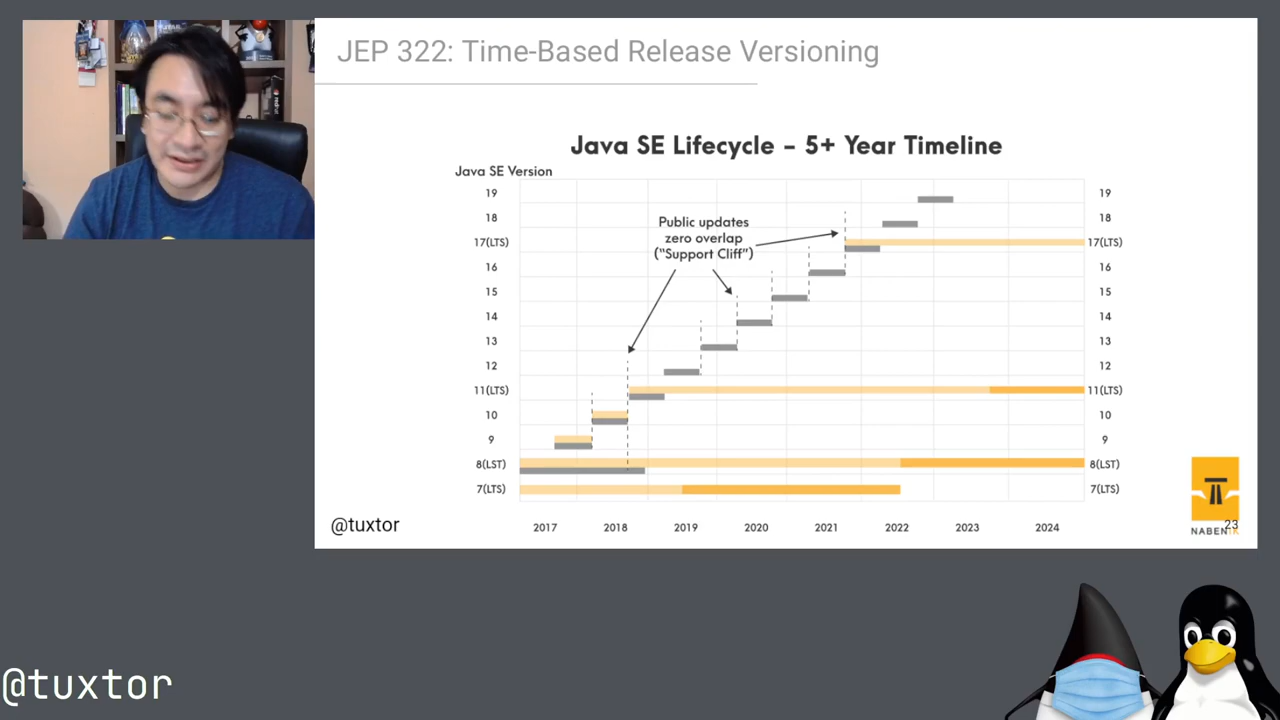 JEP 322: Time-Based Release Versioning
Java SE Lifecycle – 5+ Year Timeline
Java SE Version
19 19
18 18
17(LTS) 17(LTS)
16 16
15 15
14 14
13 13
12 12
11(LTS) 11(LTS)
10 10
9 9
8(LST) 8(LST)
7(LTS) 7(LTS)
Public updates
zero overlap
("Support Cliff")
2017 2018 2019 2020 2021 2022 2023 2024
@tuxtor
NABENIK
23
@tuxtor